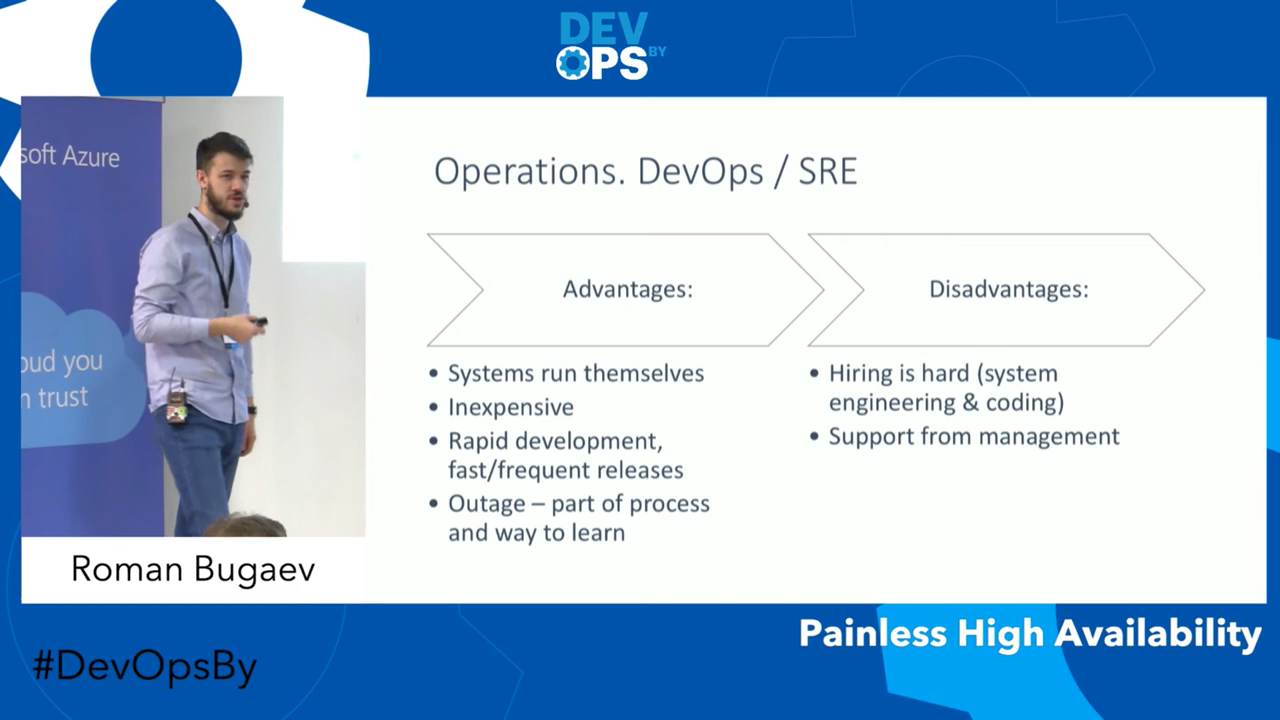 DEV
OPS BY
soft Azure
oud you
n trust
Operations. DevOps / SRE
Advantages:
• Systems run themselves
• Inexpensive
• Rapid development,
fast/frequent releases
• Outage – part of process
and way to learn
Disadvantages:
• Hiring is hard (system
engineering & coding)
• Support from management
Roman Bugaev
Painless High Availability
#DevOpsBy